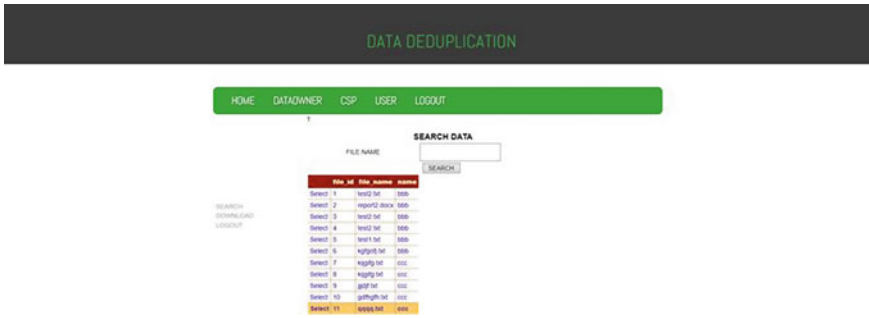 DATA DEDUPLICATION
HOME DATAOWNER CSP USER LOGOUT
1
SEARCH DATA
FILE NAME
SEARCH
file_id file_name name
Select 1 test2.txt bbb
Select 2 report2.docx bbb
Select 3 test2.txt bbb
Select 4 test2.txt bbb
Select 5 test1.txt bbb
Select 6 bbb
Select 7 ccc
Select 8 ccc
Select 9 ccc
Select 10 ccc
Select 11 qqqq.txt ccc
SEARCH
DOWNLOAD
LOGOUT